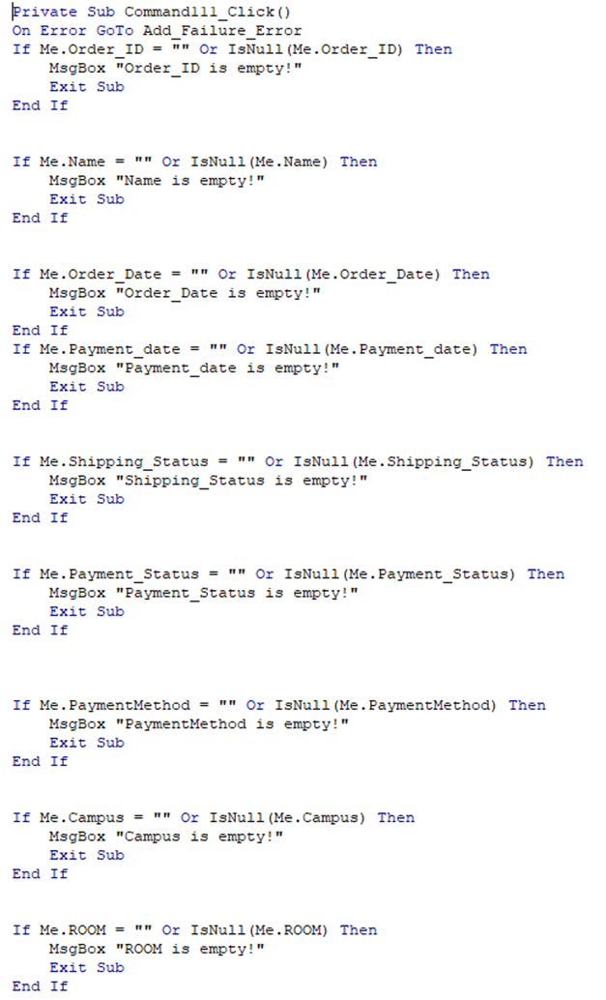 Private Sub Command111_Click()
On Error GoTo Add_Failure_Error
If Me.Order_ID = "" Or IsNull(Me.Order_ID) Then
    MsgBox "Order_ID is empty!"
    Exit Sub
End If
If Me.Name = "" Or IsNull(Me.Name) Then
    MsgBox "Name is empty!"
    Exit Sub
End If
If Me.Order_Date = "" Or IsNull(Me.Order_Date) Then
    MsgBox "Order_Date is empty!"
    Exit Sub
End If
If Me.Payment_date = "" Or IsNull(Me.Payment_date) Then
    MsgBox "Payment_date is empty!"
    Exit Sub
End If
If Me.Shipping_Status = "" Or IsNull(Me.Shipping_Status) Then
    MsgBox "Shipping_Status is empty!"
    Exit Sub
End If
If Me.Payment_Status = "" Or IsNull(Me.Payment_Status) Then
    MsgBox "Payment_Status is empty!"
    Exit Sub
End If
If Me.PaymentMethod = "" Or IsNull(Me.PaymentMethod) Then
    MsgBox "PaymentMethod is empty!"
    Exit Sub
End If
If Me.Campus = "" Or IsNull(Me.Campus) Then
    MsgBox "Campus is empty!"
    Exit Sub
End If
If Me.ROOM = "" Or IsNull(Me.ROOM) Then
    MsgBox "ROOM is empty!"
    Exit Sub
End If